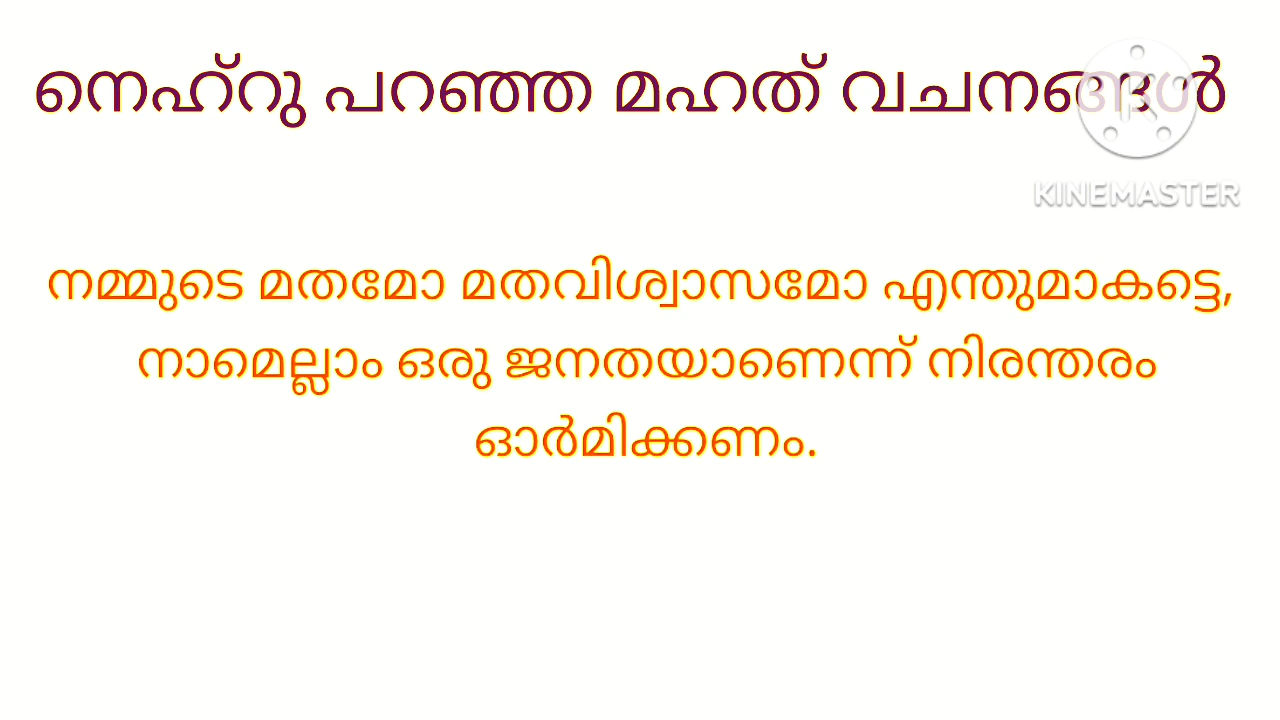 നെഹ്റു പറഞ്ഞ മഹത് വചനങ്ങൾ
KINEMASTER
നമ്മുടെ മതമോ മതവിശ്വാസമോ എന്തുമാകട്ടെ,
നാമെല്ലാം ഒരു ജനതയാണെന്ന് നിരന്തരം
ഓർമിക്കണം.